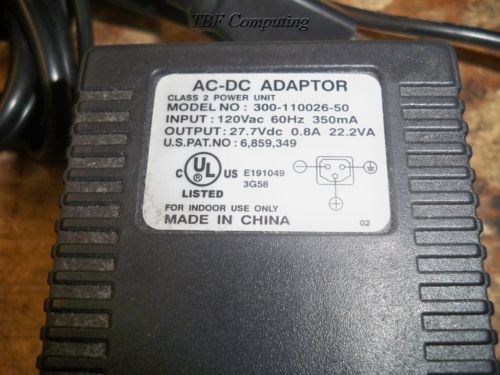 TBF Computing
AC-DC ADAPTOR
CLASS 2 POWER UNIT
MODEL NO : 300-110026-50
INPUT : 120Vac 60Hz 350mA
OUTPUT : 27.7Vdc 0.8A 22.2VA
U.S.PAT.NO : 6,859,349
C UL US
LISTED
E191049
3G58
FOR INDOOR USE ONLY
MADE IN CHINA
02